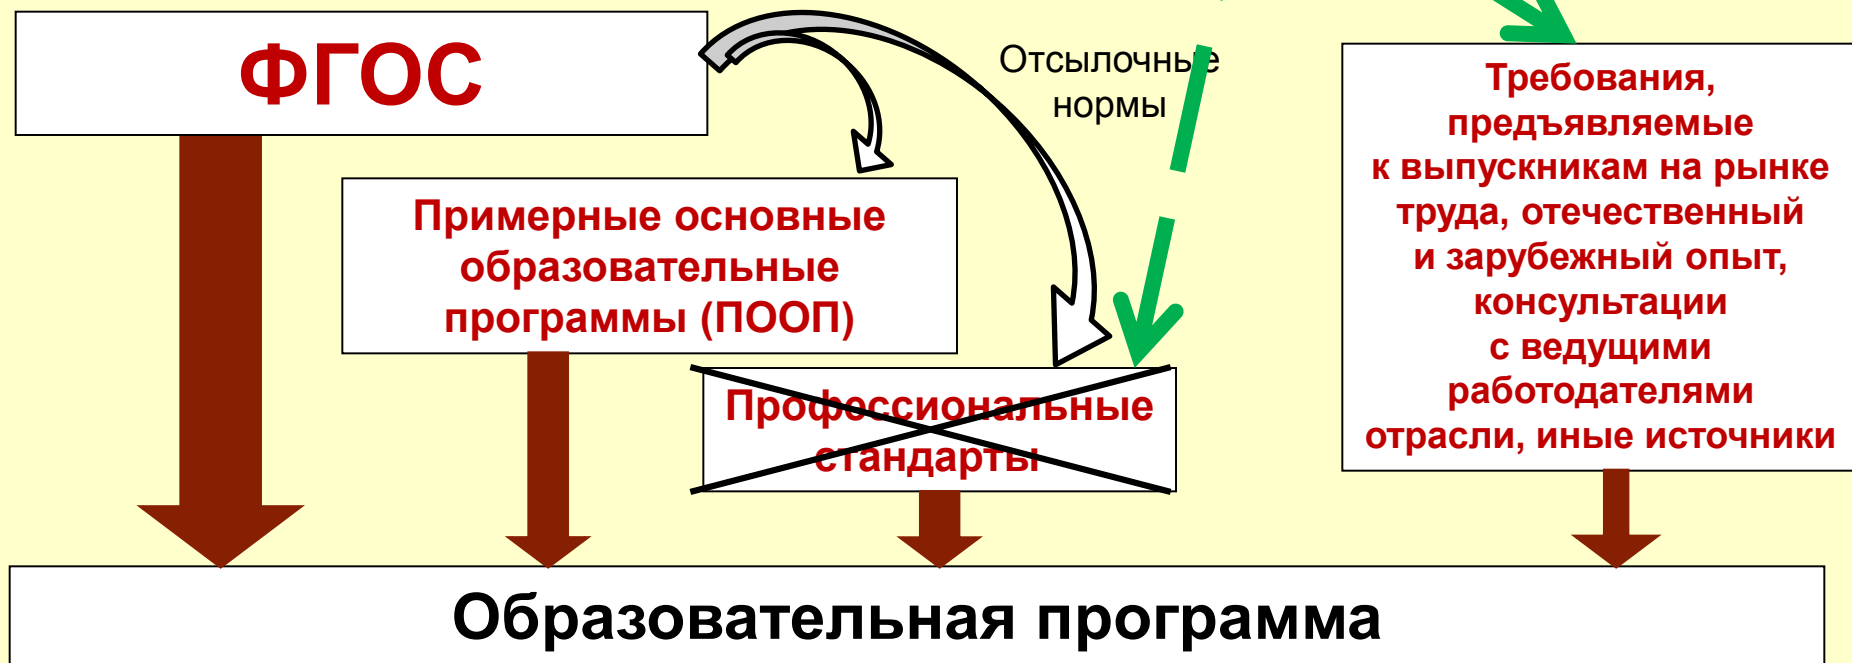 ФГОС
Отсылочные
нормы
Требования,
предъявляемые
к выпускникам на рынке
труда, отечественный
и зарубежный опыт,
консультации
с ведущими
работодателями
отрасли, иные источники
Примерные основные
образовательные
программы (ПООП)
Профессиональные
стандарты
Образовательная программа